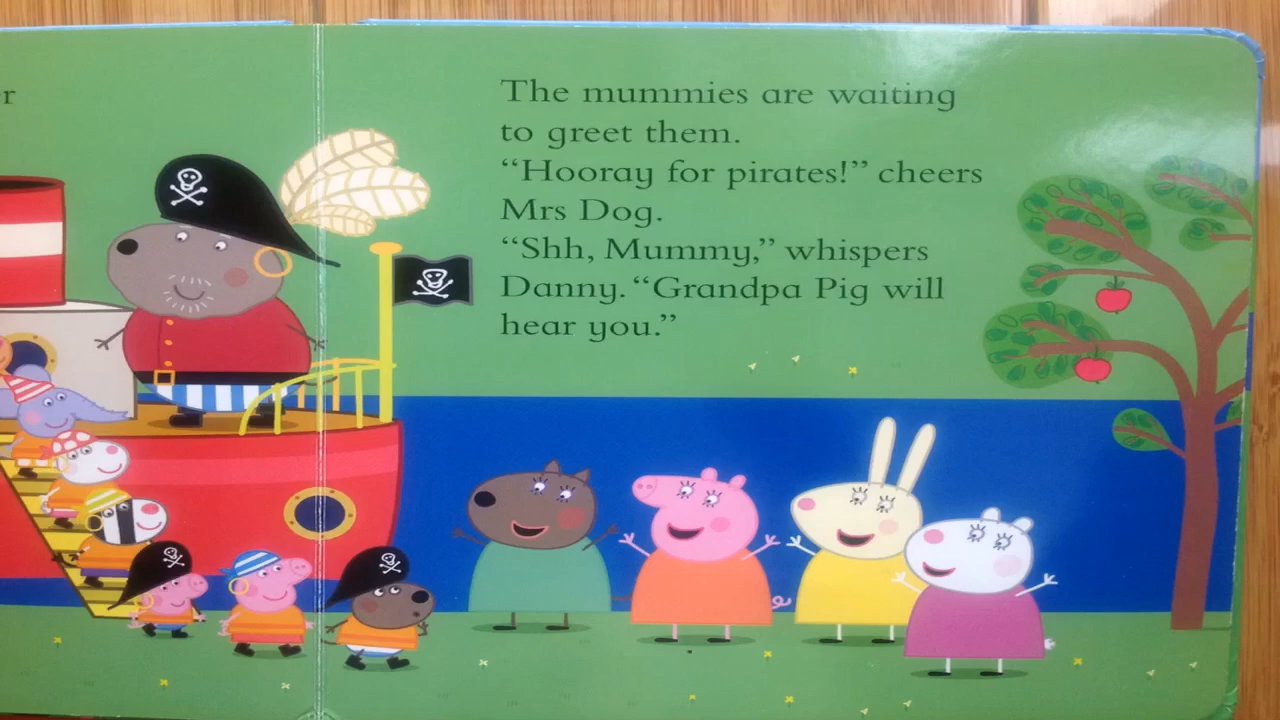 The mummies are waiting
to greet them.
“Hooray for pirates!” cheers
Mrs Dog.
“Shh, Mummy,” whispers
Danny. “Grandpa Pig will
hear you.”